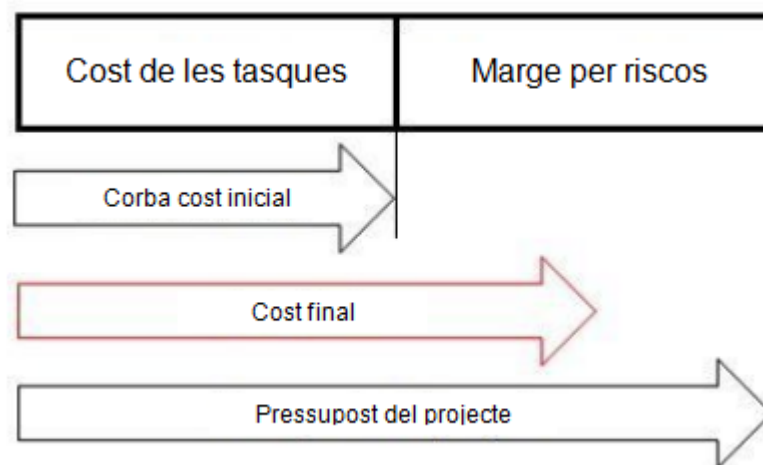 Cost de les tasques
Marge per riscos
Corba cost inicial
Cost final
Pressupost del projecte